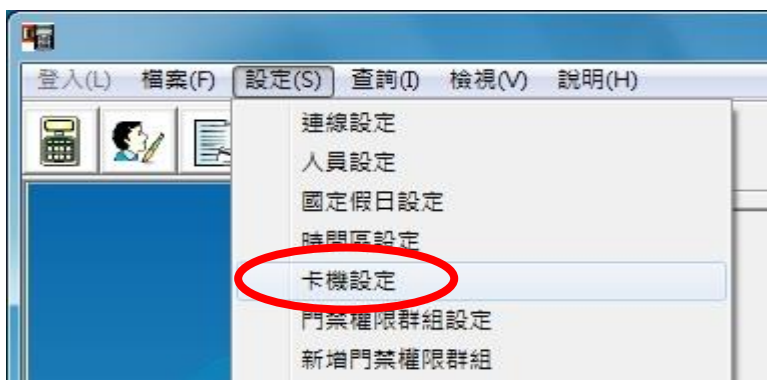 登入(L) 檔案(F) 設定(S) 查詢(I) 檢視(V) 說明(H)
連線設定
人員設定
國定假日設定
時間區設定
卡機設定
門禁權限群組設定
新增門禁權限群組